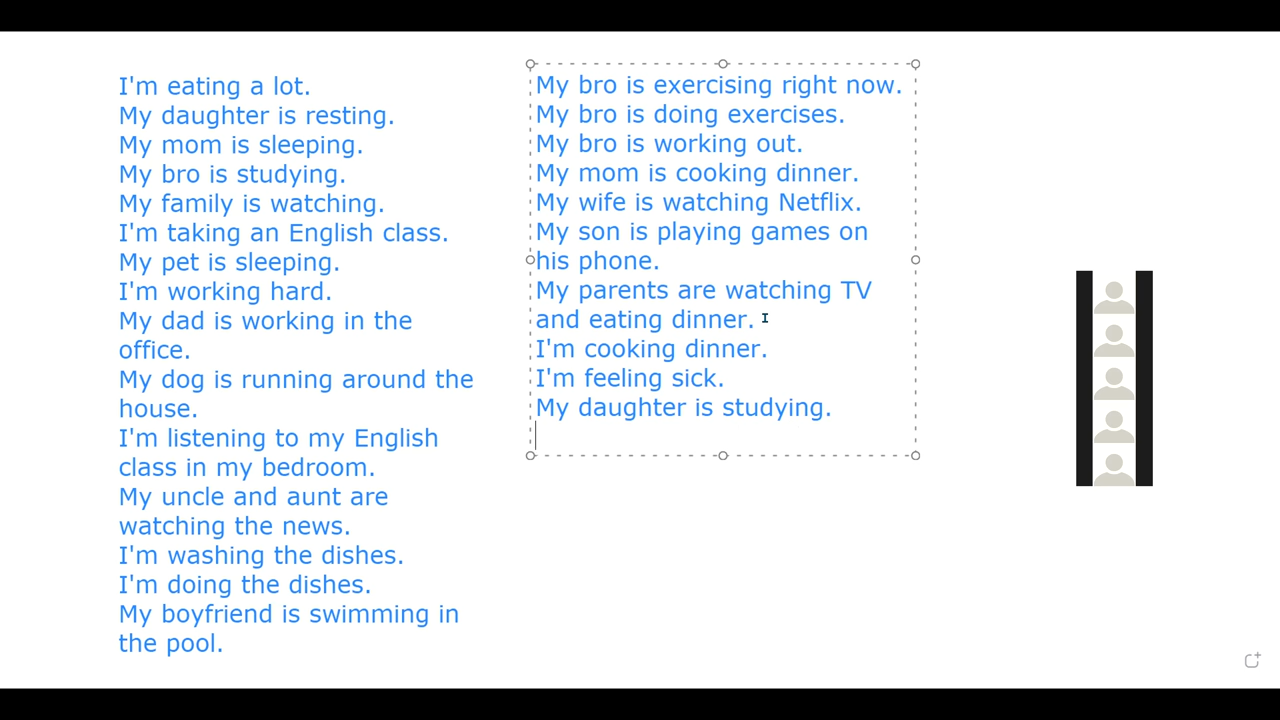 I'm eating a lot.
My daughter is resting.
My mom is sleeping.
My bro is studying.
My family is watching.
I'm taking an English class.
My pet is sleeping.
I'm working hard.
My dad is working in the
office.
My dog is running around the
house.
I'm listening to my English
class in my bedroom.
My uncle and aunt are
watching the news.
I'm washing the dishes.
I'm doing the dishes.
My boyfriend is swimming in
the pool.
My bro is exercising right now.
My bro is doing exercises.
My bro is working out.
My mom is cooking dinner.
My wife is watching Netflix.
My son is playing games on
his phone.
My parents are watching TV
and eating dinner.
I'm cooking dinner.
I'm feeling sick.
My daughter is studying.